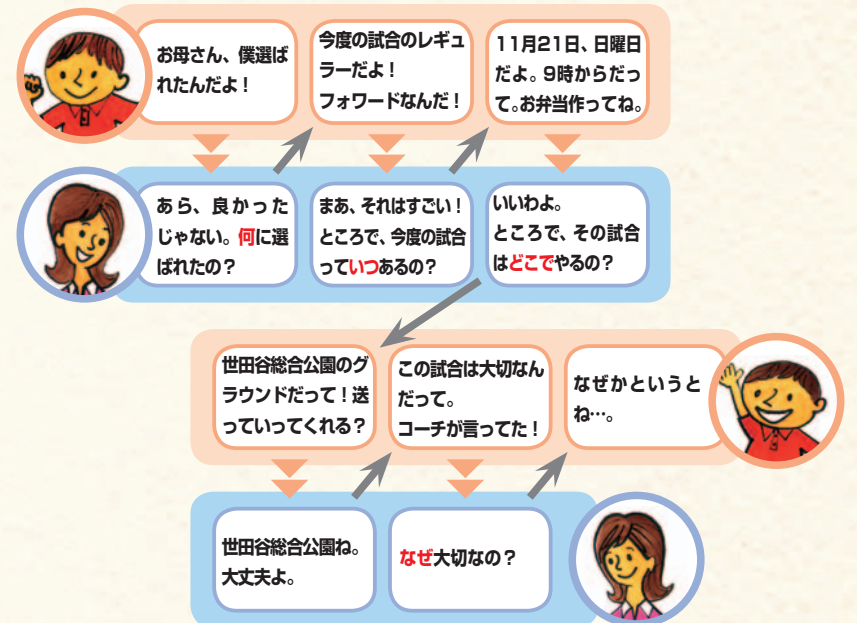 お母さん、僕選ば
れたんだよ！
あら、良かった
じゃない。何に選
ばれたの？
今度の試合のレギュ
ラーだよ！
フォワードなんだ！
まあ、それはすごい！
ところで、今度の試合
っていつあるの？
11月21日、日曜日
だよ。9時からだっ
て。お弁当作ってね。
いいわよ。
ところで、その試合
はどこでやるの？
世田谷総合公園のグ
ラウンドだって！送
っていってくれる？
世田谷総合公園ね。
大丈夫よ。
この試合は大切なん
だって。
コーチが言ってた！
なぜ大切なの？
なぜかというと
ね…。